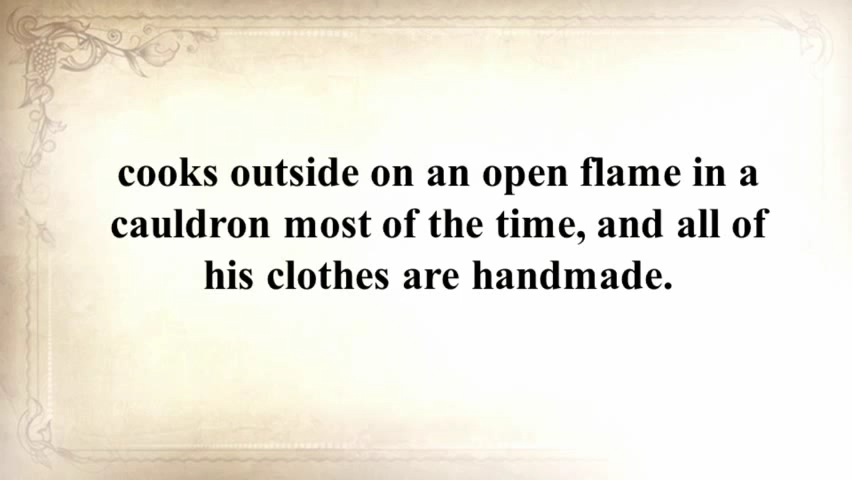 cooks outside on an open flame in a
cauldron most of the time, and all of
his clothes are handmade.